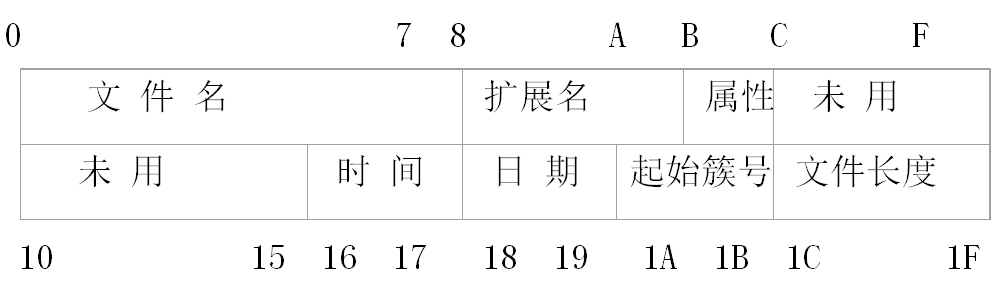 0 7 8 A B C F
文 件 名 扩展名 属性 未 用
未 用 时 间 日 期 起始簇号 文件长度
10 15 16 17 18 19 1A 1B 1C 1F